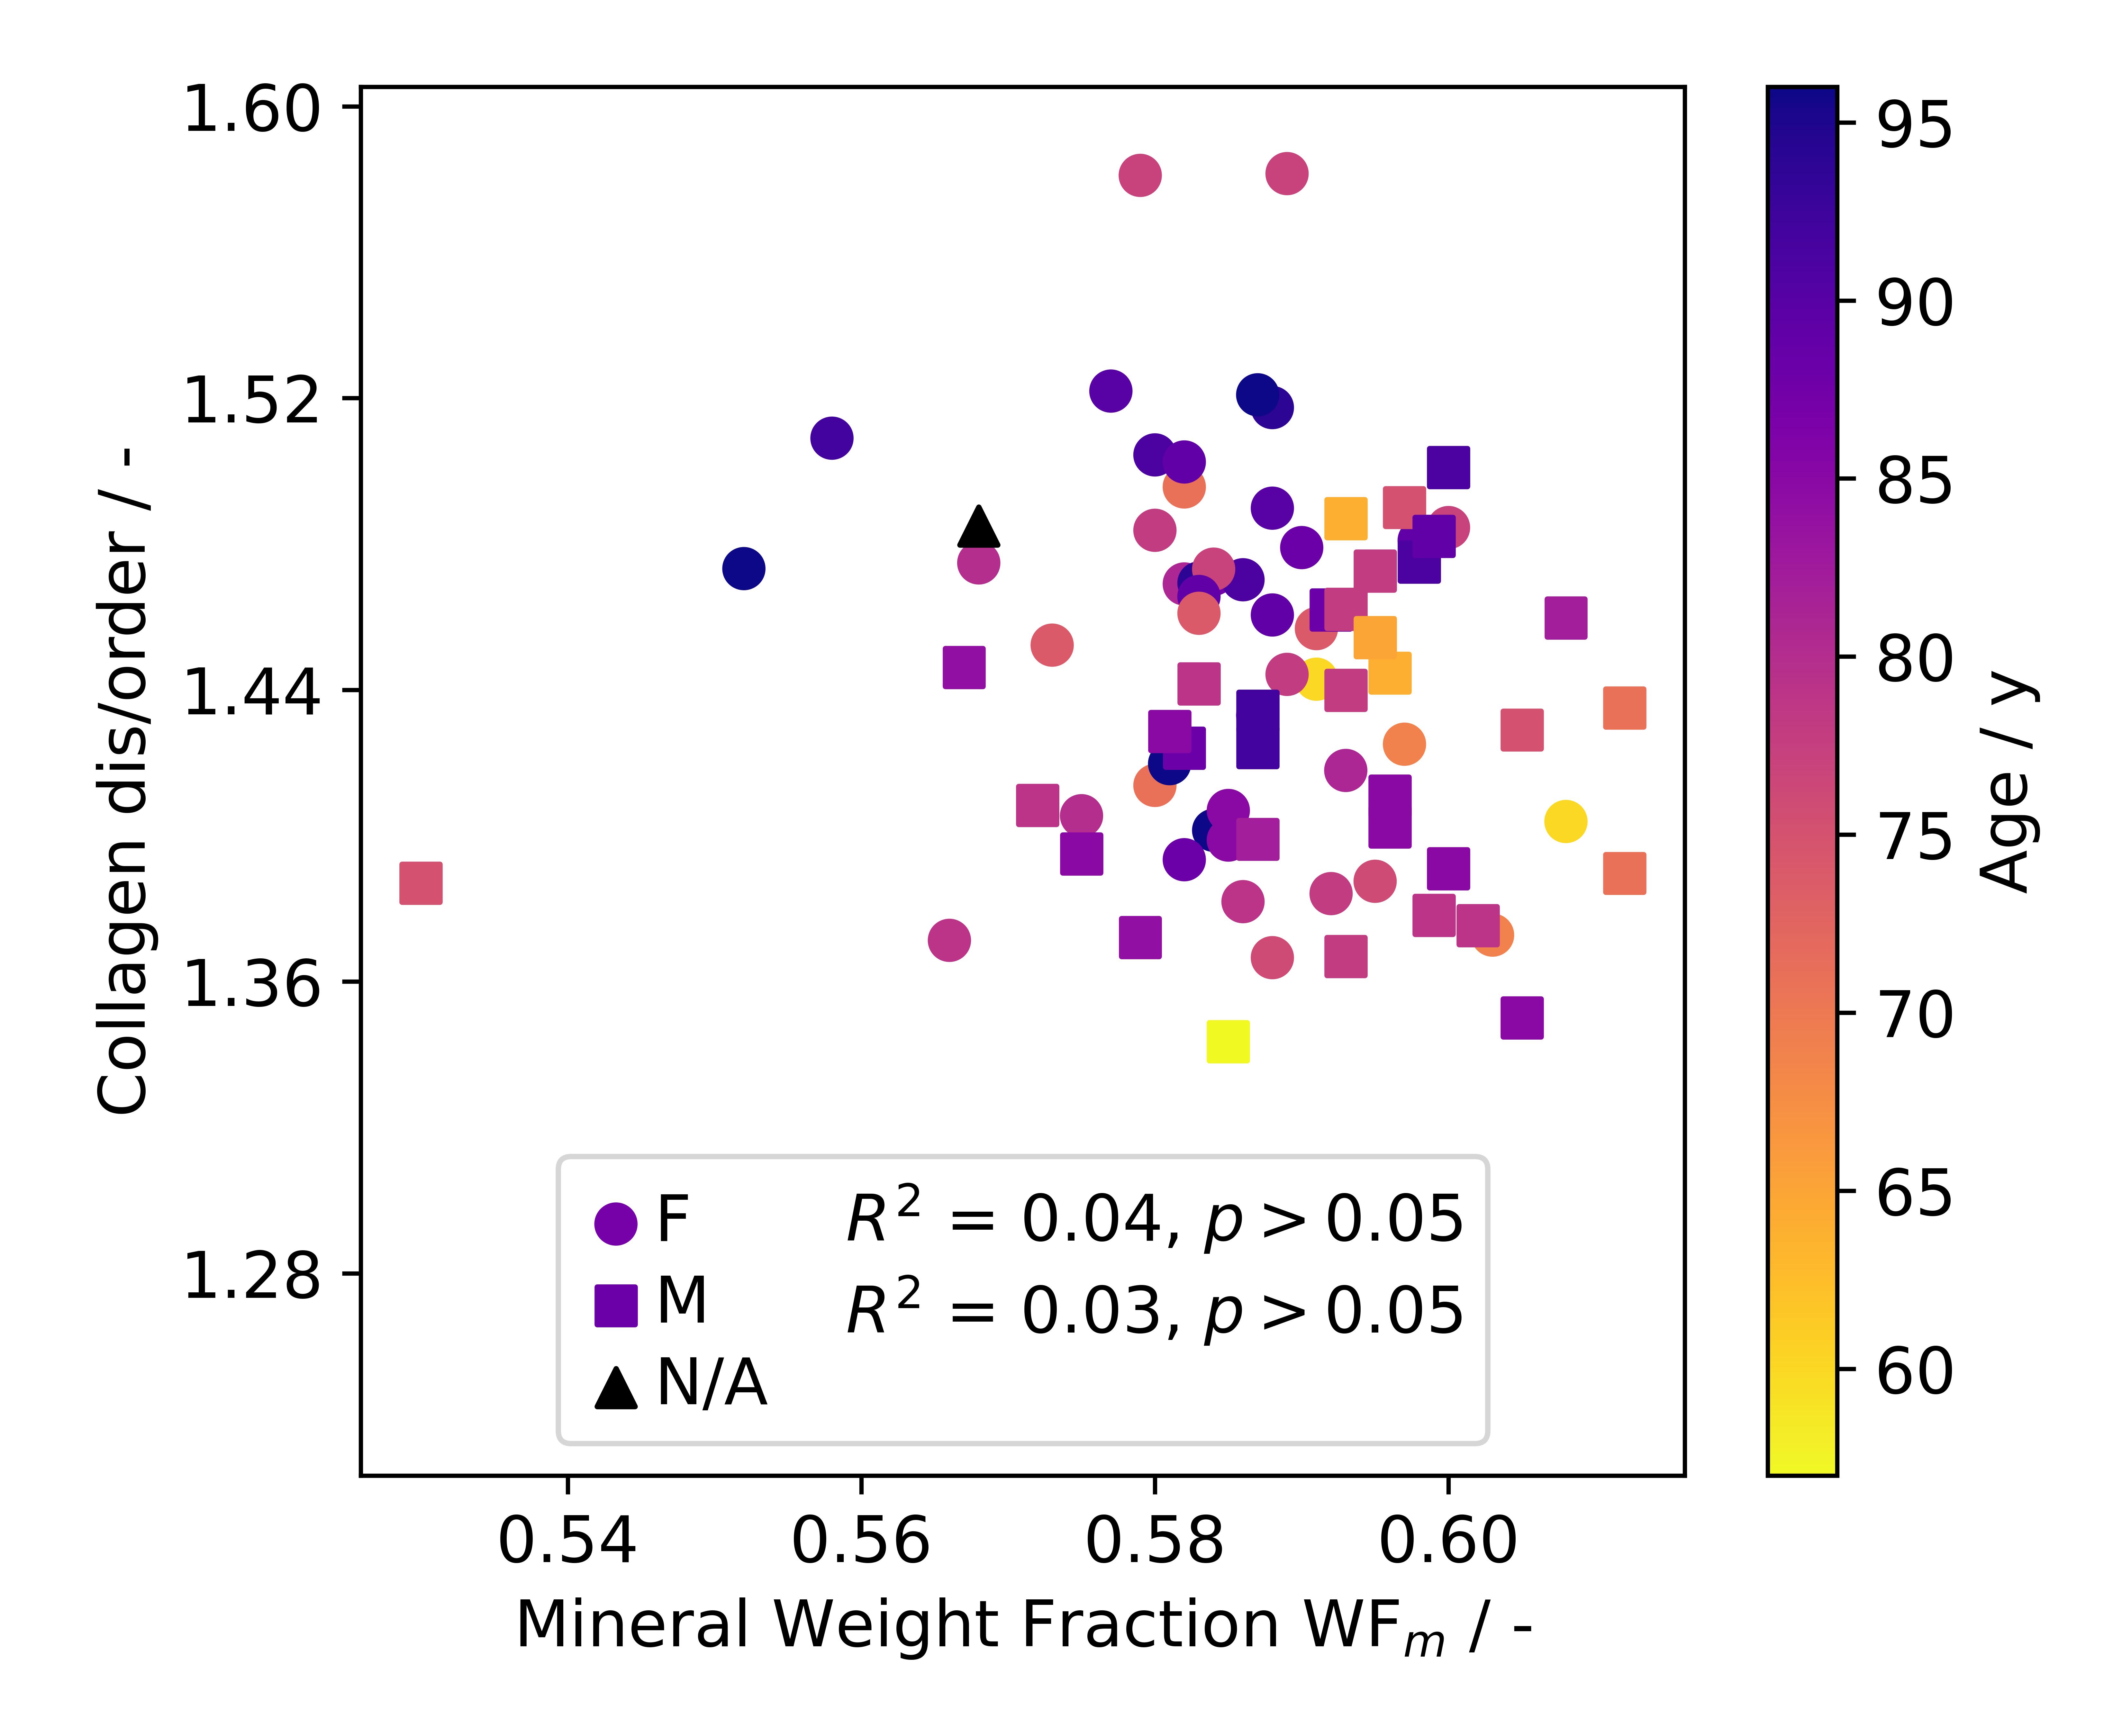 1.60
1.52
1.44
1.36
1.28
Collagen dis/order / -
0.54 0.56 0.58 0.60
Mineral Weight Fraction WFm / -
F R² = 0.04, p > 0.05
M R² = 0.03, p > 0.05
N/A
95
90
85
80
75
70
65
60
Age / y